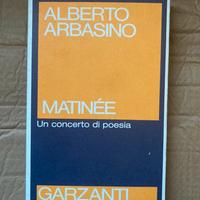 ALBERTO
ARBASINO
MATINÉE
Un concerto di poesia
GARZANTI